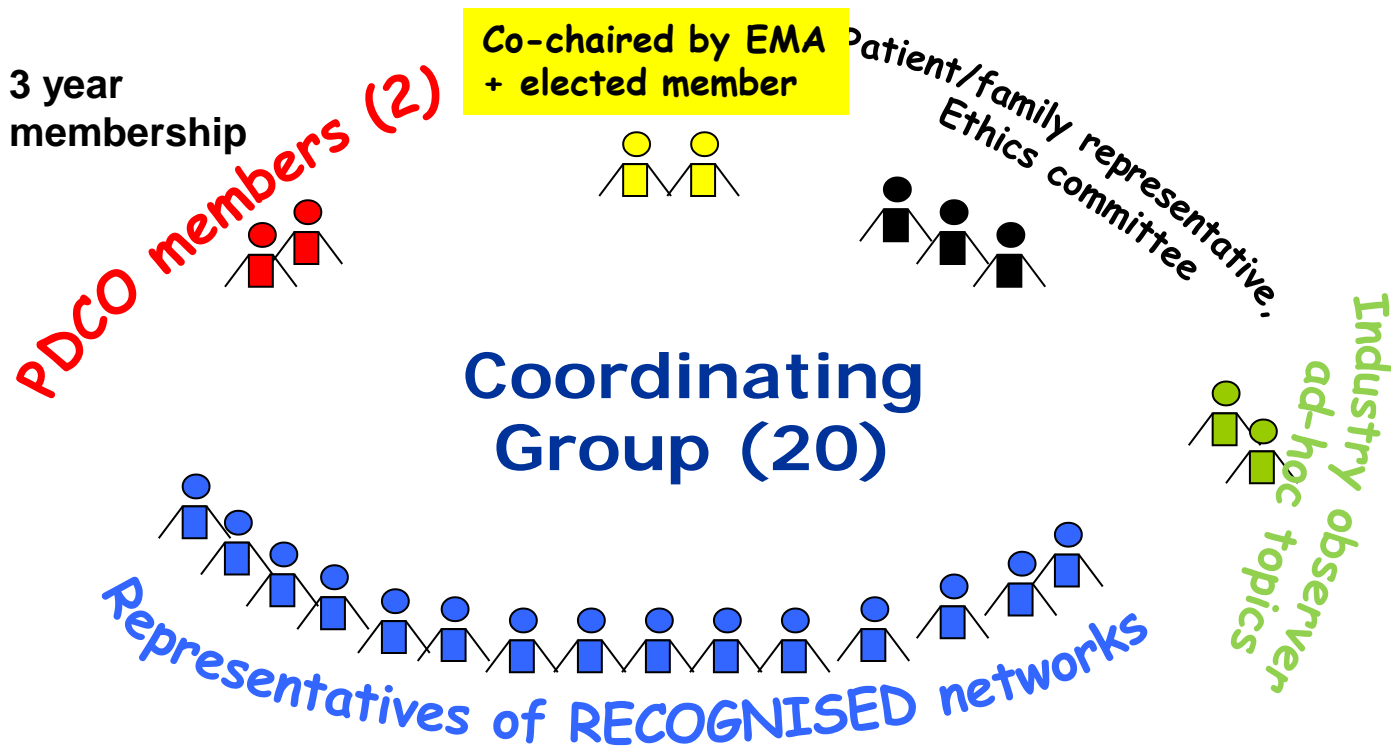 3 year
membership
PDCO members (2)
Co-chaired by EMA
+ elected member
Patient/family representative,
Ethics committee
Industry observer
ad-hoc topics
Coordinating
Group (20)
Representatives of RECOGNISED networks